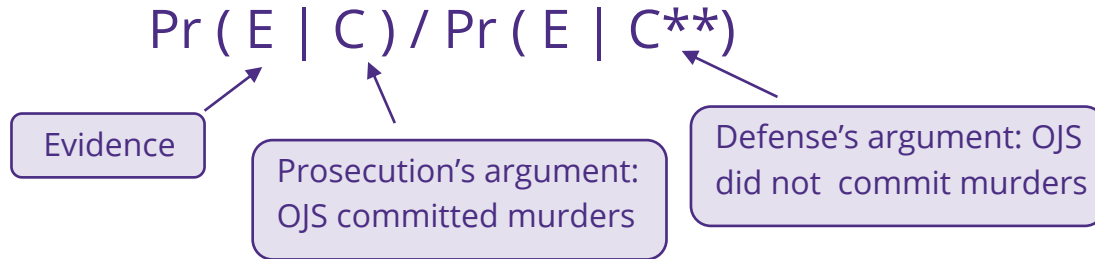 Pr ( E | C ) / Pr ( E | C**)
Evidence
Prosecution's argument:
OJS committed murders
Defense's argument: OJS
did not commit murders